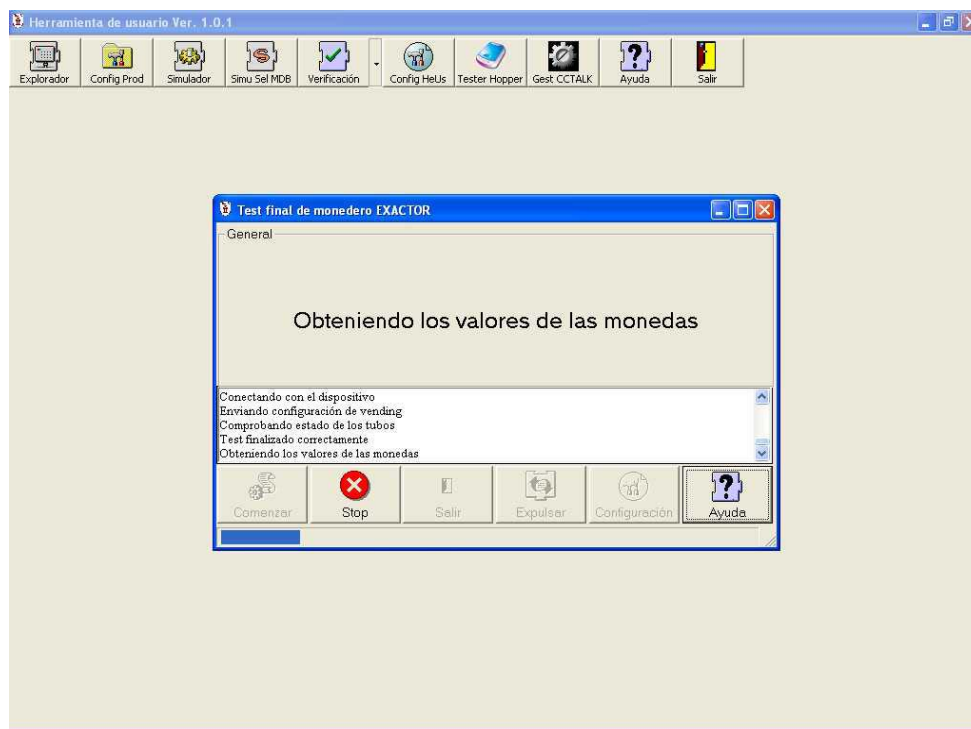 Herramienta de usuario Ver. 1.0.1
Explorador Config Prod Simulador Simu Sel MDB Verificación Config HeUs Tester Hopper Gest CCTALK Ayuda Salir
Test final de monedero EXACTOR
General
Obteniendo los valores de las monedas
Conectando con el dispositivo
Enviando configuración de vending
Comprobando estado de los tubos
Test finalizado correctamente
Obteniendo los valores de las monedas
Comenzar Stop Salir Expulsar Configuración Ayuda